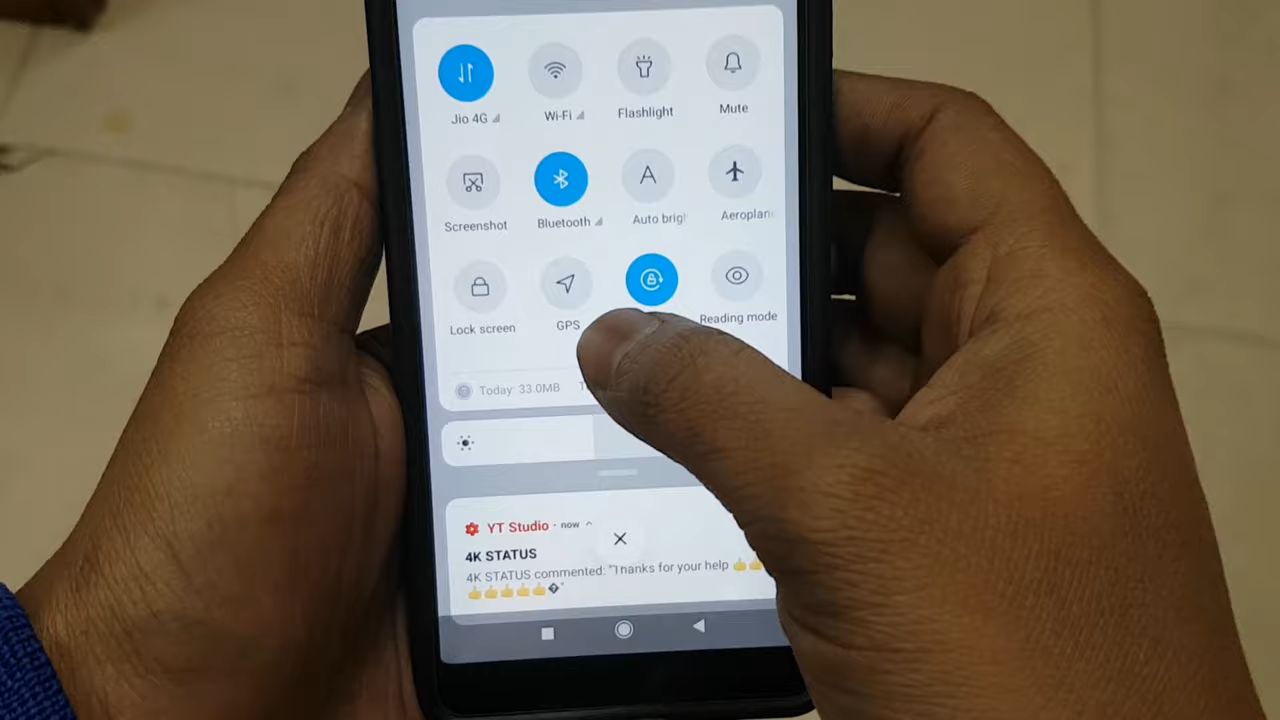 Jio 4G
Wi-Fi
Flashlight
Mute
Screenshot
Bluetooth
Auto brigh
Aeroplan
Lock screen
GPS
Reading mode
Today: 33.0MB
YT Studio · now
4K STATUS
4K STATUS commented: "Thanks for your help 👍👍
👍👍👍👍👍�"